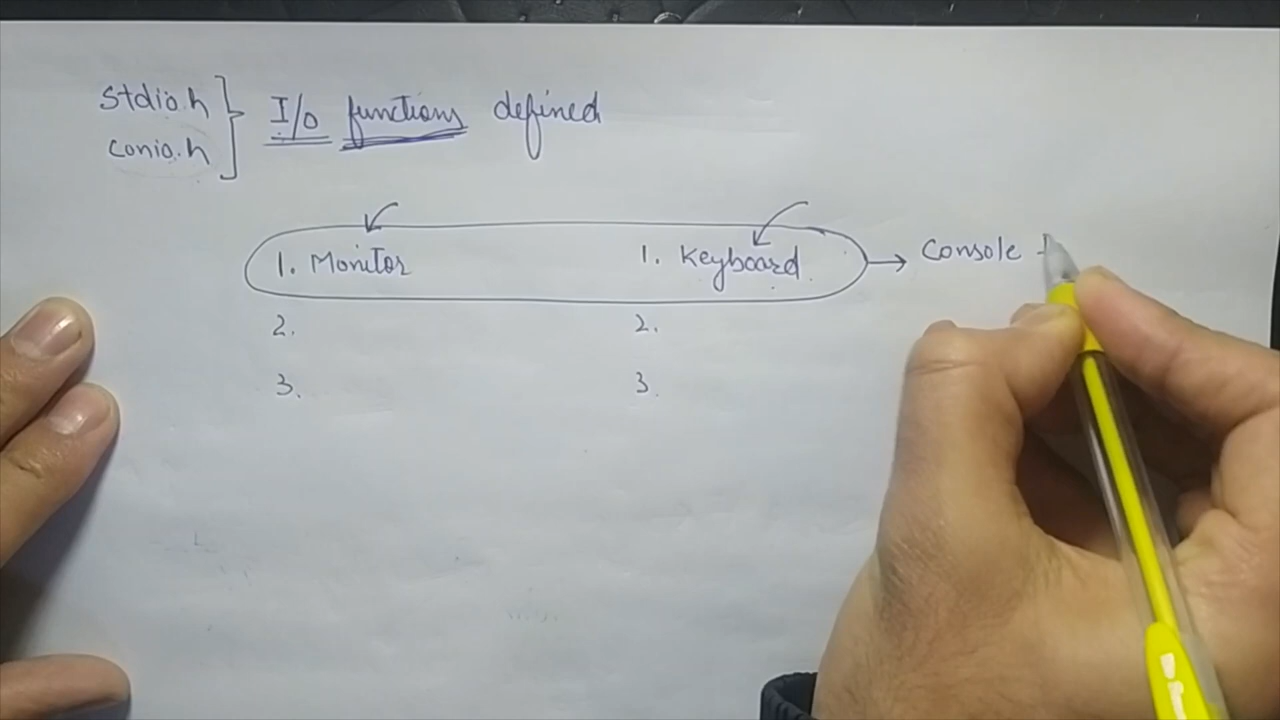 stdio.h
conio.h
I/O functions defined
1. Monitor 1. Keyboard → Console
2. 2.
3. 3.